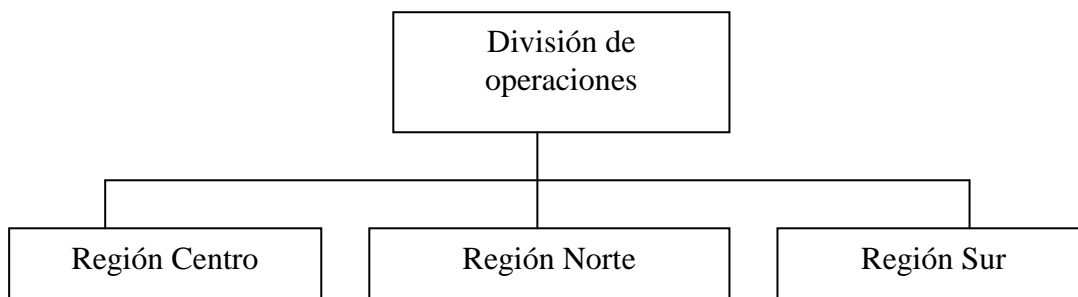 División de
operaciones
Región Centro
Región Norte
Región Sur